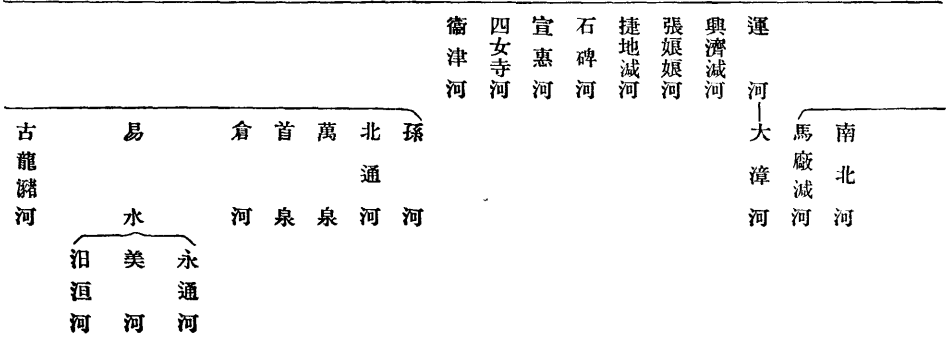 運河
興濟減河
張娘娘河
捷地減河
石碑河
宣惠河
四女寺河
衞津河
南北河
馬廠減河
大漳河
孫河
北通河
萬泉
首泉
倉河
易水
古龍瀦河
永通河
美河
汨洹河